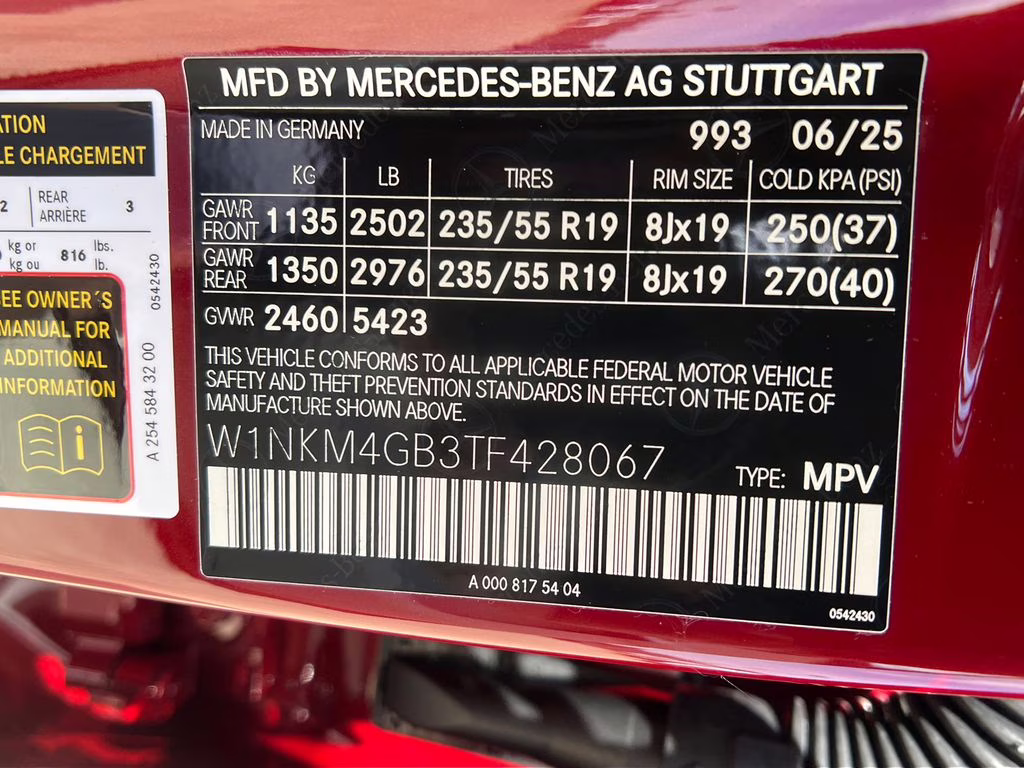 MFD BY MERCEDES-BENZ AG STUTTGART
MADE IN GERMANY 993 06/25
KG LB TIRES RIM SIZE COLD KPA (PSI)
GAWR FRONT 1135 2502 235/55 R19 8Jx19 250(37)
GAWR REAR 1350 2976 235/55 R19 8Jx19 270(40)
GVWR 2460 5423
THIS VEHICLE CONFORMS TO ALL APPLICABLE FEDERAL MOTOR VEHICLE
SAFETY AND THEFT PREVENTION STANDARDS IN EFFECT ON THE DATE OF
MANUFACTURE SHOWN ABOVE.
W1NKM4GB3TF428067
TYPE: MPV
A 000 817 54 04
0542430
ATION
LE CHARGEMENT
2 REAR ARRIÈRE 3
kg or 816 lbs.
kg ou lb.
SEE OWNER´S
MANUAL FOR
ADDITIONAL
INFORMATION
i
A 254 584 32 00
0542430